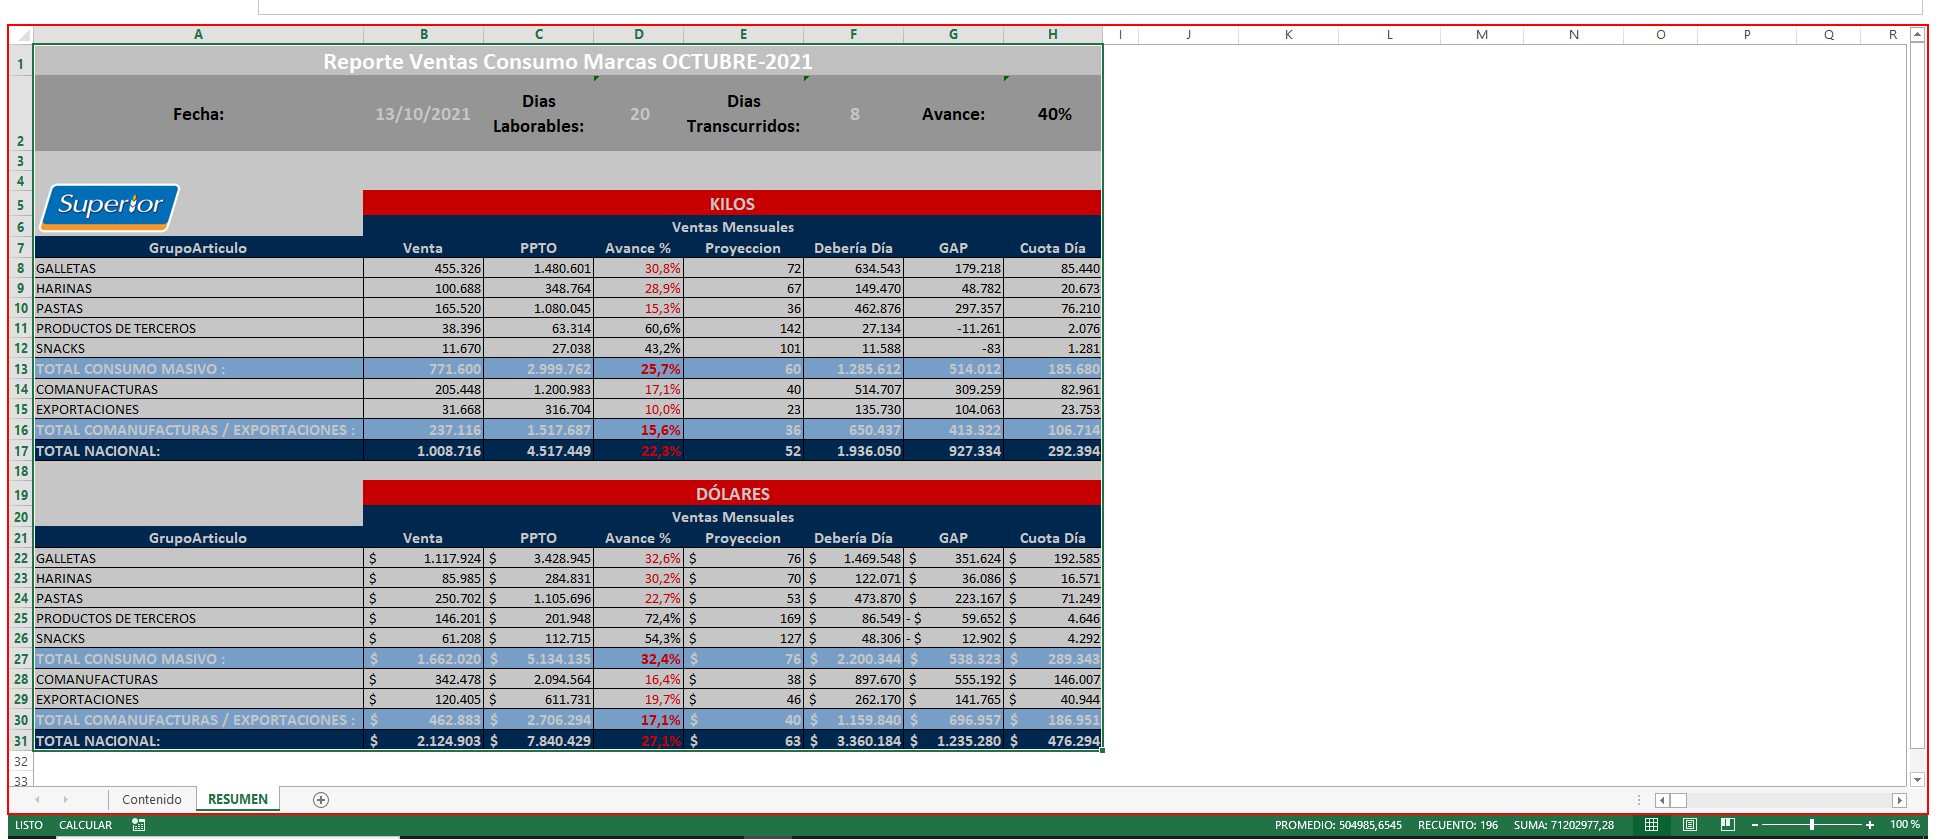 A B C D E F G H I J K L M N O P Q R
1 Reporte Ventas Consumo Marcas OCTUBRE-2021
2 Fecha: 13/10/2021 Dias Laborables: 20 Dias Transcurridos: 8 Avance: 40%
3
4
Superior
5 KILOS
6 Ventas Mensuales
7 GrupoArticulo Venta PPTO Avance % Proyeccion Debería Día GAP Cuota Día
8 GALLETAS 455.326 1.480.601 30,8% 72 634.543 179.218 85.440
9 HARINAS 100.688 348.764 28,9% 67 149.470 48.782 20.673
10 PASTAS 165.520 1.080.045 15,3% 36 462.876 297.357 76.210
11 PRODUCTOS DE TERCEROS 38.396 63.314 60,6% 142 27.134 -11.261 2.076
12 SNACKS 11.670 27.038 43,2% 101 11.588 -83 1.281
13 TOTAL CONSUMO MASIVO : 771.600 2.999.762 25,7% 60 1.285.612 514.012 185.680
14 COMANUFACTURAS 205.448 1.200.983 17,1% 40 514.707 309.259 82.961
15 EXPORTACIONES 31.668 316.704 10,0% 23 135.730 104.063 23.753
16 TOTAL COMANUFACTURAS / EXPORTACIONES : 237.116 1.517.687 15,6% 36 650.437 413.322 106.714
17 TOTAL NACIONAL: 1.008.716 4.517.449 22,3% 52 1.936.050 927.334 292.394
18
19 DÓLARES
20 Ventas Mensuales
21 GrupoArticulo Venta PPTO Avance % Proyeccion Debería Día GAP Cuota Día
22 GALLETAS $ 1.117.924 $ 3.428.945 32,6% $ 76 $ 1.469.548 $ 351.624 $ 192.585
23 HARINAS $ 85.985 $ 284.831 30,2% $ 70 $ 122.071 $ 36.086 $ 16.571
24 PASTAS $ 250.702 $ 1.105.696 22,7% $ 53 $ 473.870 $ 223.167 $ 71.249
25 PRODUCTOS DE TERCEROS $ 146.201 $ 201.948 72,4% $ 169 $ 86.549 -$ 59.652 $ 4.646
26 SNACKS $ 61.208 $ 112.715 54,3% $ 127 $ 48.306 -$ 12.902 $ 4.292
27 TOTAL CONSUMO MASIVO : $ 1.662.020 $ 5.134.135 32,4% $ 76 $ 2.200.344 $ 538.323 $ 289.343
28 COMANUFACTURAS $ 342.478 $ 2.094.564 16,4% $ 38 $ 897.670 $ 555.192 $ 146.007
29 EXPORTACIONES $ 120.405 $ 611.731 19,7% $ 46 $ 262.170 $ 141.765 $ 40.944
30 TOTAL COMANUFACTURAS / EXPORTACIONES : $ 462.883 $ 2.706.294 17,1% $ 40 $ 1.159.840 $ 696.957 $ 186.951
31 TOTAL NACIONAL: $ 2.124.903 $ 7.840.429 27,1% $ 63 $ 3.360.184 $ 1.235.280 $ 476.294
32
33
Contenido RESUMEN
LISTO CALCULAR PROMEDIO: 504985,6545 RECUENTO: 196 SUMA: 71202977,28 100 %